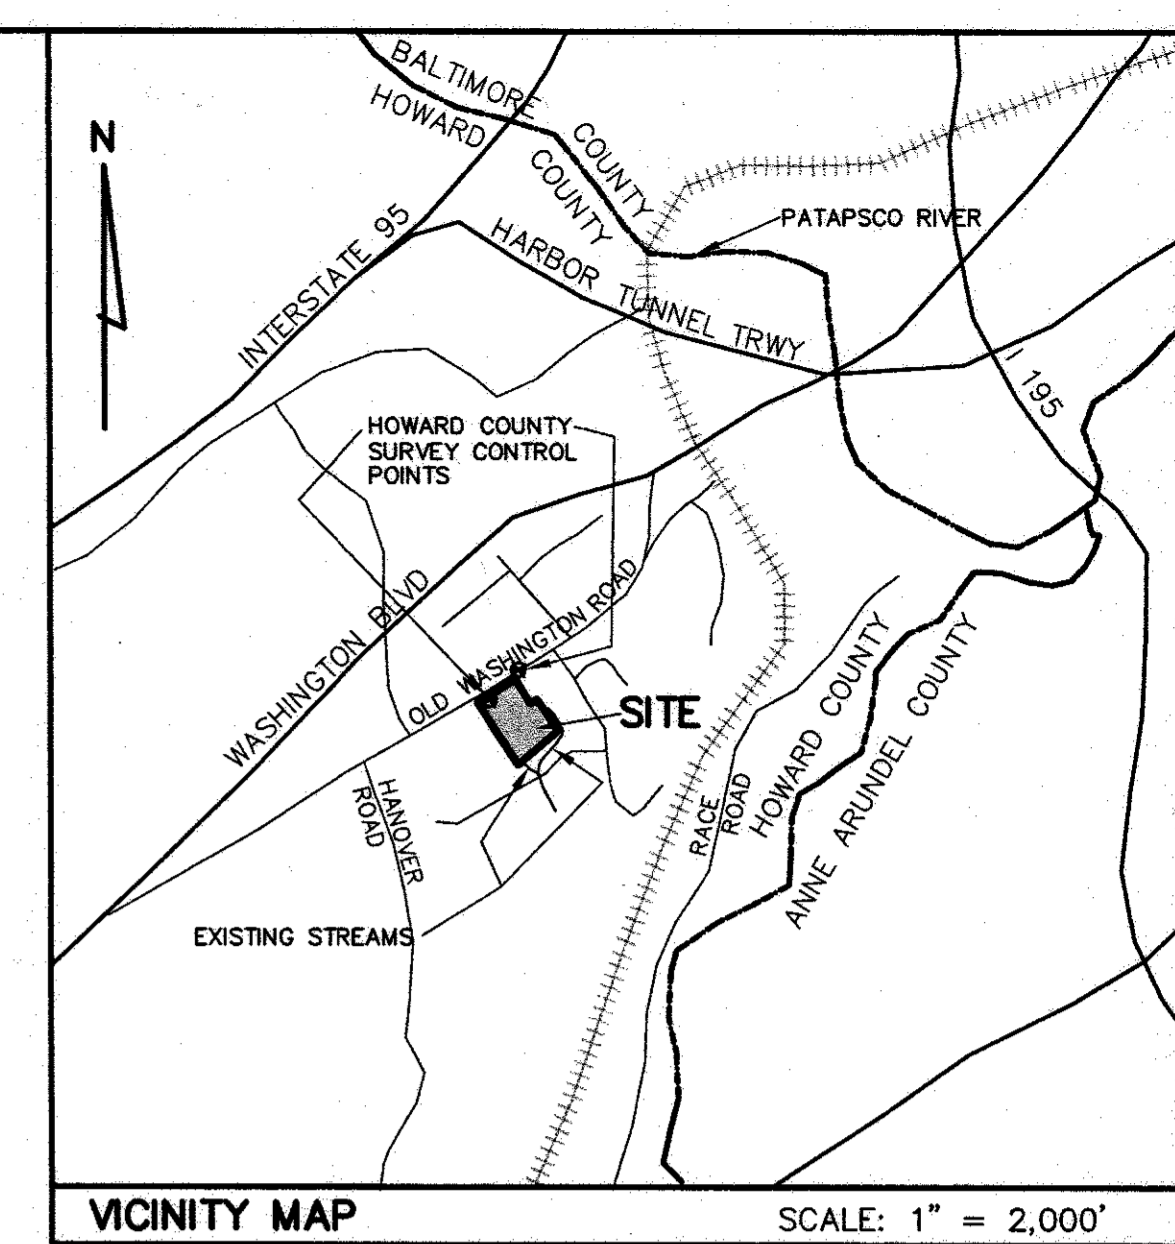 BALTIMORE COUNTY
HOWARD COUNTY
N
PATAPSCO RIVER
INTERSTATE 95
HARBOR TUNNEL TRWY
I 195
HOWARD COUNTY
SURVEY CONTROL
POINTS
WASHINGTON BLVD
OLD WASHINGTON ROAD
SITE
HANOVER
ROAD
RACE
ROAD
HOWARD COUNTY
ANNE ARUNDEL COUNTY
EXISTING STREAMS
VICINITY MAP
SCALE: 1" = 2,000'